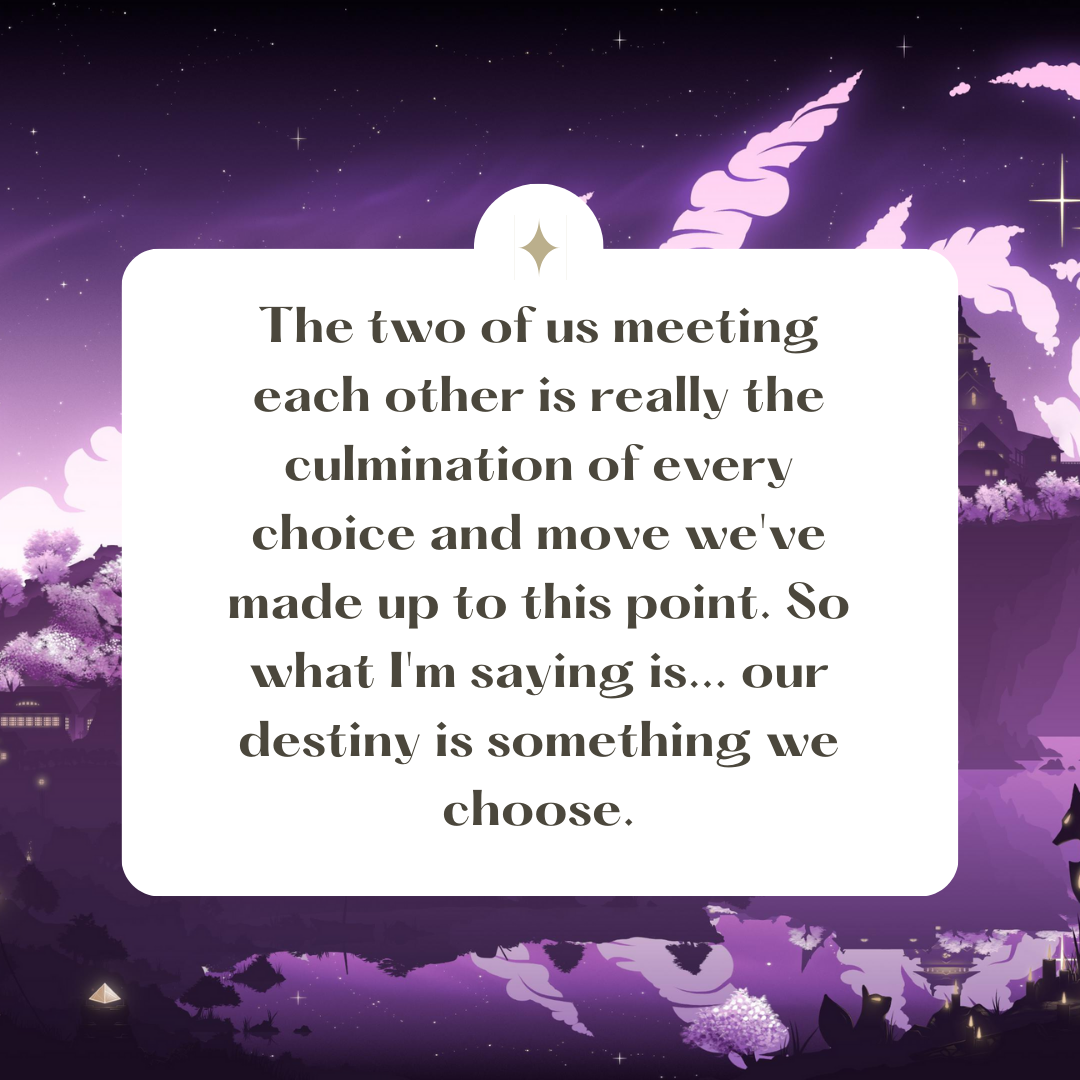 The two of us meeting
each other is really the
culmination of every
choice and move we've
made up to this point. So
what I'm saying is... our
destiny is something we
choose.